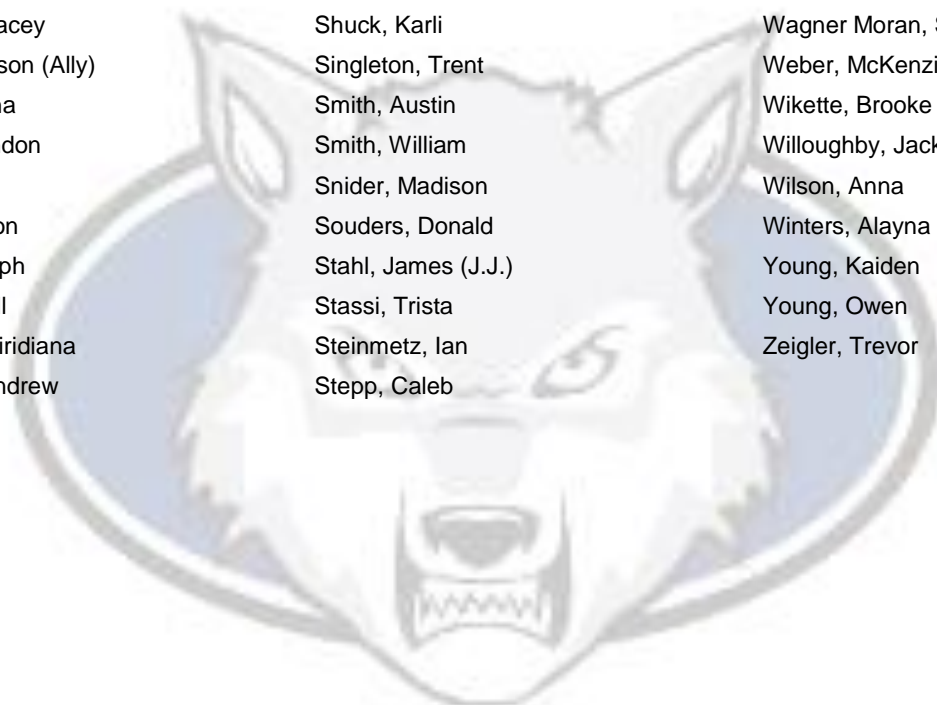 acey
son (Ally)
na
ndon
on
ph
l
iridiana
ndrew
Shuck, Karli
Singleton, Trent
Smith, Austin
Smith, William
Snider, Madison
Souders, Donald
Stahl, James (J.J.)
Stassi, Trista
Steinmetz, Ian
Stepp, Caleb
Wagner Moran, S
Weber, McKenzi
Wikette, Brooke
Willoughby, Jack
Wilson, Anna
Winters, Alayna
Young, Kaiden
Young, Owen
Zeigler, Trevor